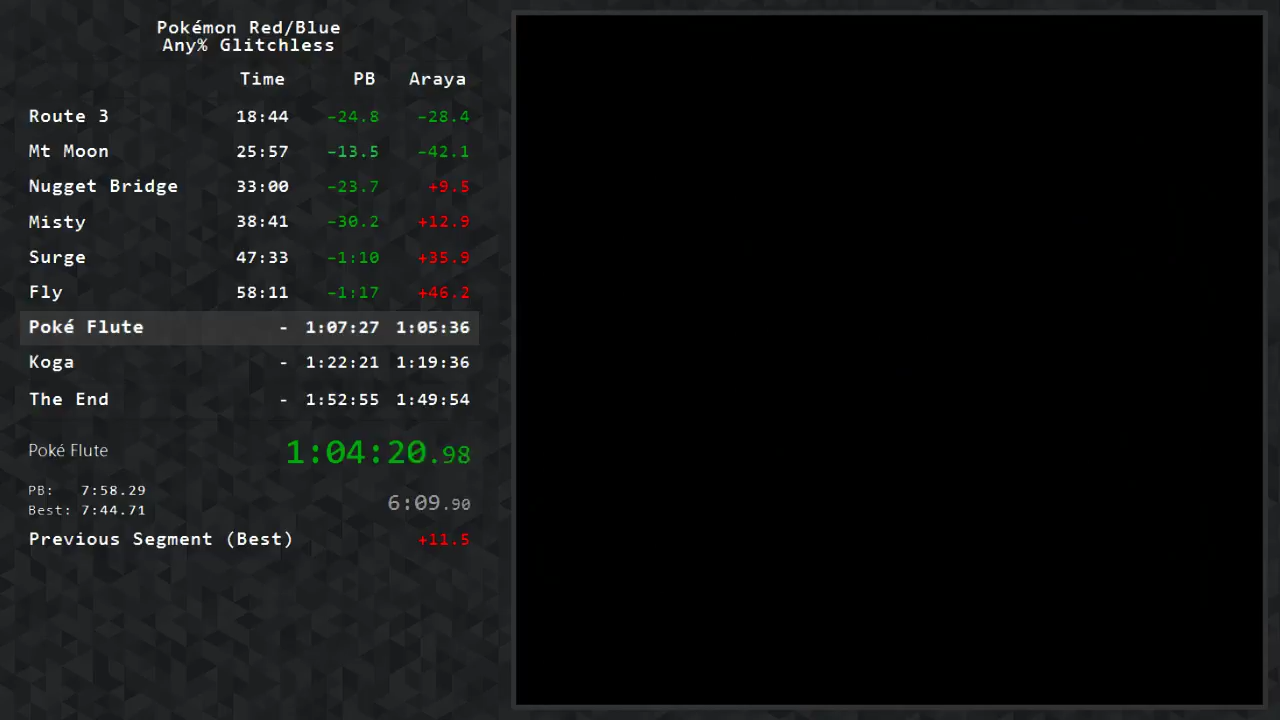 Pokémon Red/Blue
Any% Glitchless
Time PB Araya
Route 3 18:44 -24.8 -28.4
Mt Moon 25:57 -13.5 -42.1
Nugget Bridge 33:00 -23.7 +9.5
Misty 38:41 -30.2 +12.9
Surge 47:33 -1:10 +35.9
Fly 58:11 -1:17 +46.2
Poké Flute - 1:07:27 1:05:36
Koga - 1:22:21 1:19:36
The End - 1:52:55 1:49:54
Poké Flute 1:04:20.98
PB: 7:58.29
6:09.90
Best: 7:44.71
Previous Segment (Best) +11.5